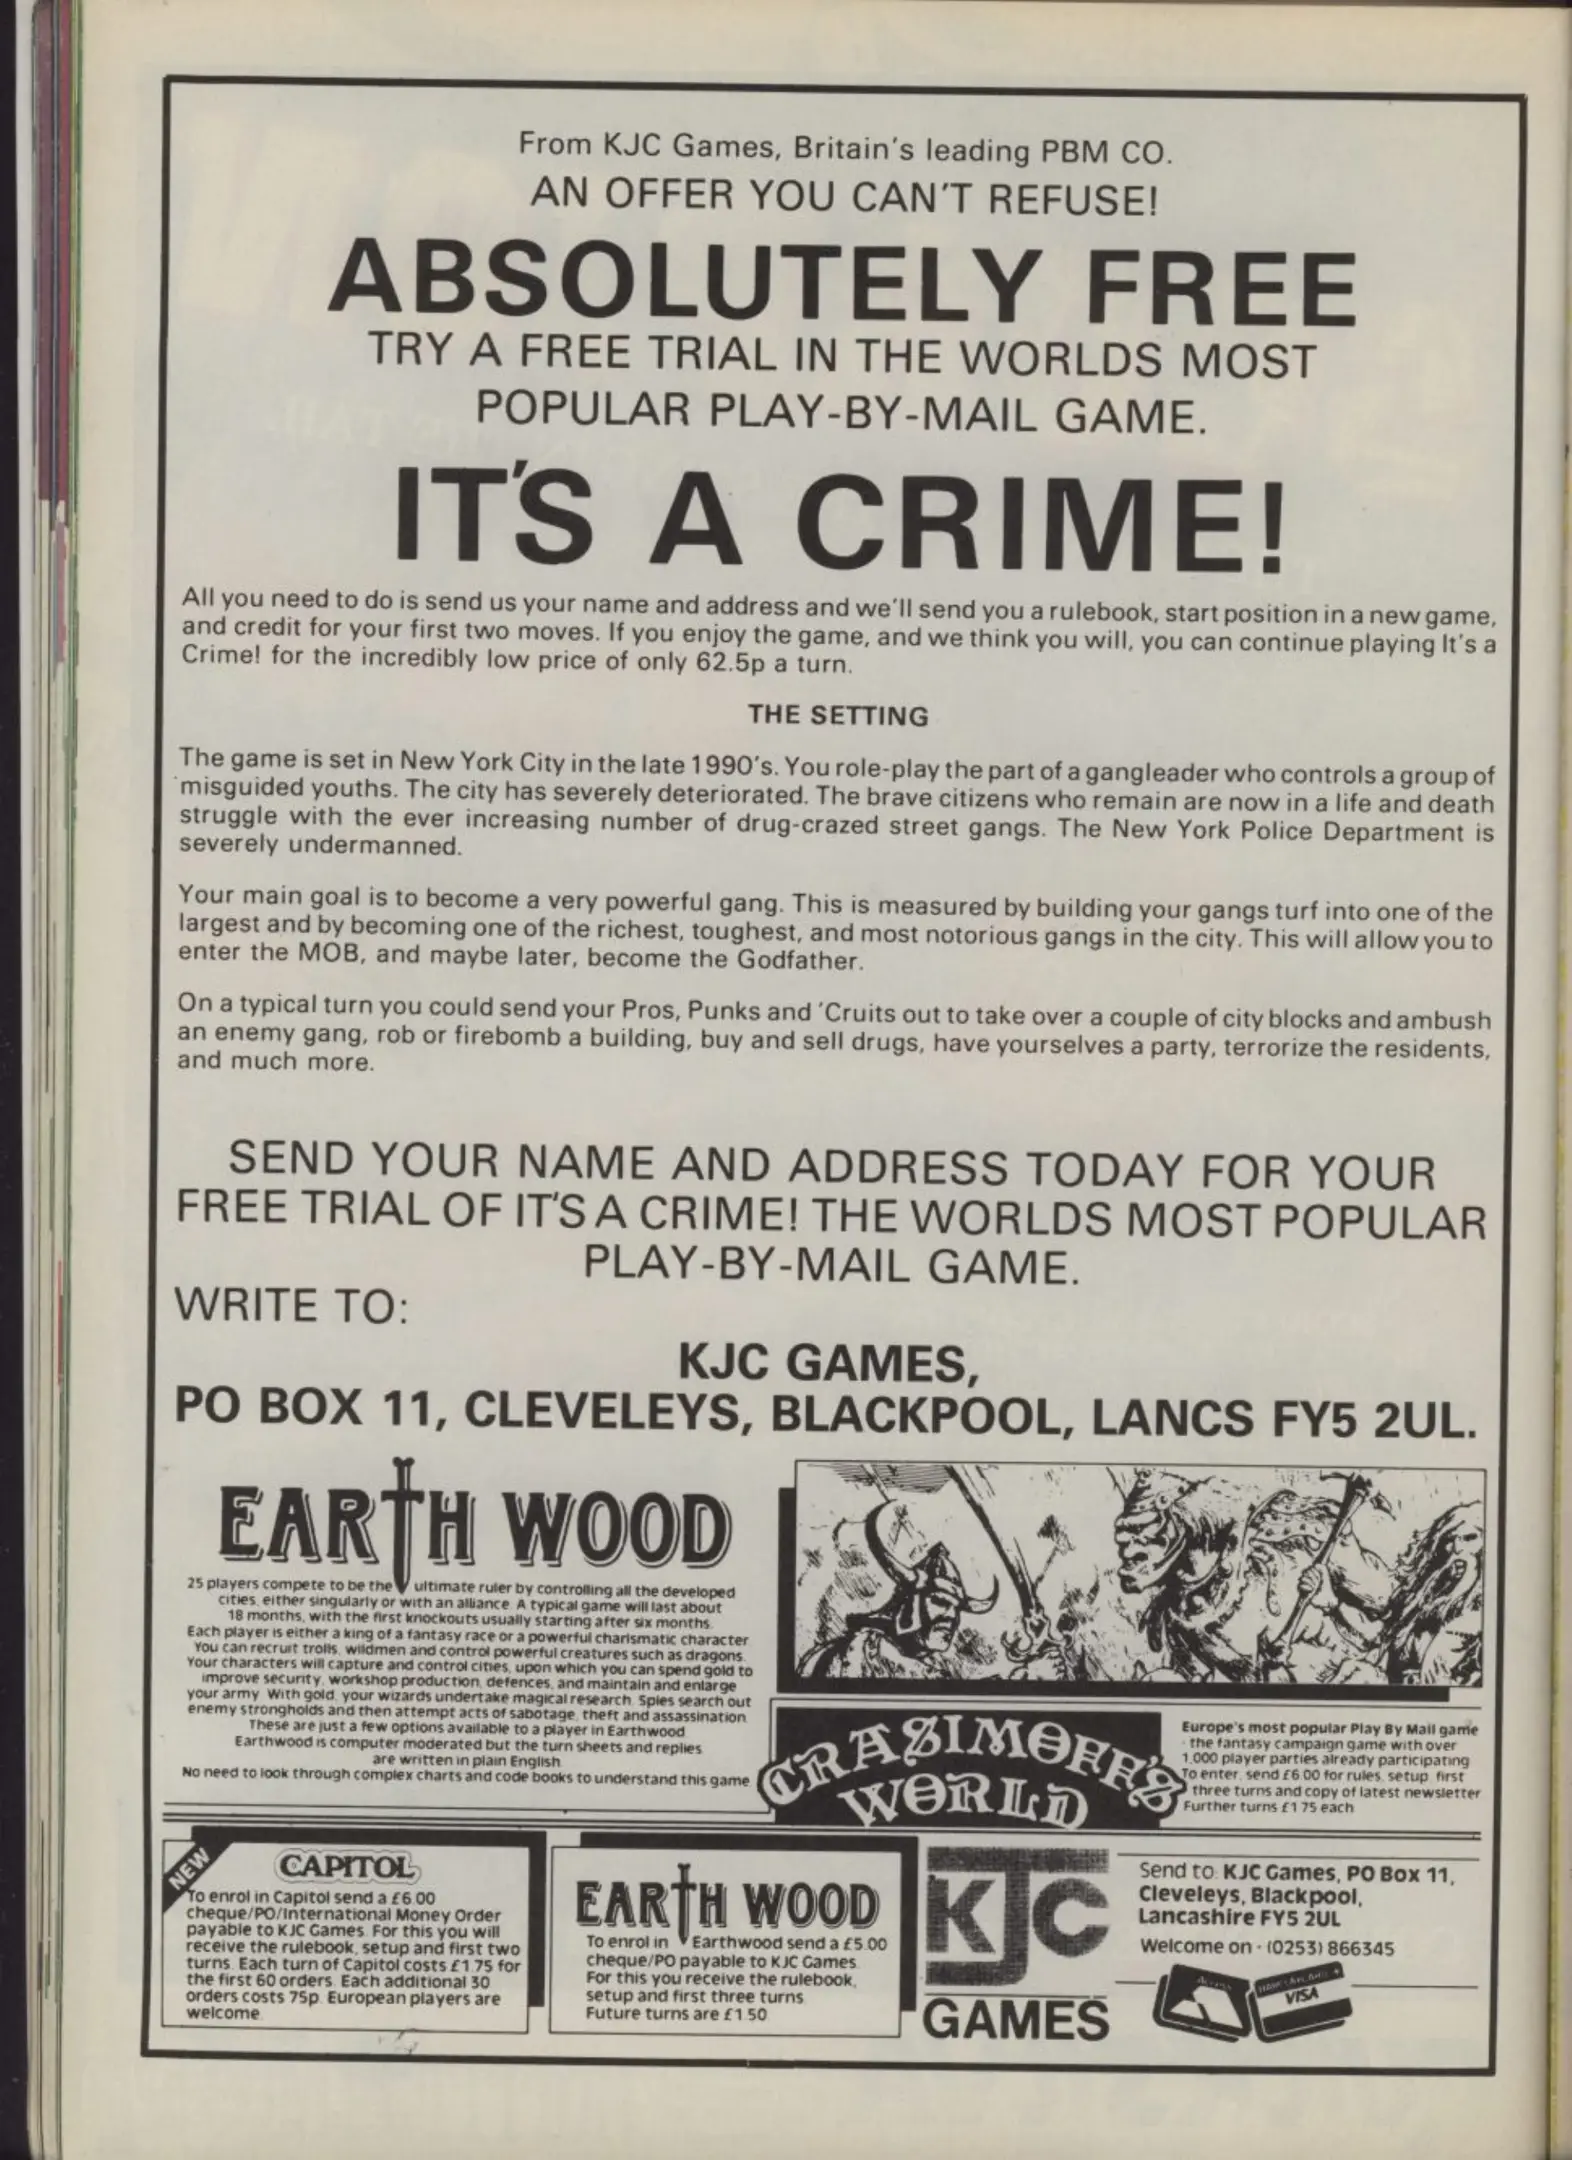 From KJC Games, Britain's leading PBM CO.
AN OFFER YOU CAN'T REFUSE!
ABSOLUTELY FREE
TRY A FREE TRIAL IN THE WORLDS MOST
POPULAR PLAY-BY-MAIL GAME.
IT'S A CRIME!
All you need to do is send us your name and address and we'll send you a rulebook, start position in a new game,
and credit for your first two moves. If you enjoy the game, and we think you will, you can continue playing It's a
Crime! for the incredibly low price of only 62.5p a turn.
THE SETTING
The game is set in New York City in the late 1990's. You role-play the part of a gangleader who controls a group of
misguided youths. The city has severely deteriorated. The brave citizens who remain are now in a life and death
struggle with the ever increasing number of drug-crazed street gangs. The New York Police Department is
severely undermanned.
Your main goal is to become a very powerful gang. This is measured by building your gangs turf into one of the
largest and by becoming one of the richest, toughest, and most notorious gangs in the city. This will allow you to
enter the MOB, and maybe later, become the Godfather.
On a typical turn you could send your Pros, Punks and 'Cruits out to take over a couple of city blocks and ambush
an enemy gang, rob or firebomb a building, buy and sell drugs, have yourselves a party, terrorize the residents,
and much more.
SEND YOUR NAME AND ADDRESS TODAY FOR YOUR
FREE TRIAL OF IT'S A CRIME! THE WORLDS MOST POPULAR
PLAY-BY-MAIL GAME.
WRITE TO:
KJC GAMES,
PO BOX 11, CLEVELEYS, BLACKPOOL, LANCS FY5 2UL.
EARTH WOOD
25 players compete to be the ultimate ruler by controlling all the developed
cities, either singularly or with an alliance. A typical game will last about
18 months, with the first knockouts usually starting after six months.
Each player is either a king of a fantasy race or a powerful charismatic character
You can recruit trolls, wildmen and control powerful creatures such as dragons.
Your characters will capture and control cities, upon which you can spend gold to
improve security, workshop production, defences, and maintain and enlarge
your army. With gold, your wizards undertake magical research. Spies search out
enemy strongholds and then attempt acts of sabotage, theft and assassination.
These are just a few options available to a player in Earthwood
Earthwood is computer moderated but the turn sheets and replies
are written in plain English
No need to look through complex charts and code books to understand this game
CRASIMOFF'S
WORLD
Europe's most popular Play By Mail game
- the fantasy campaign game with over
1,000 player parties already participating
To enter, send £6.00 for rules, setup, first
three turns and copy of latest newsletter
Further turns £1.75 each
NEW
CAPITOL
To enrol in Capitol send a £6.00
cheque/PO/International Money Order
payable to KJC Games. For this you will
receive the rulebook, setup and first two
turns. Each turn of Capitol costs £1.75 for
the first 60 orders. Each additional 30
orders costs 75p. European players are
welcome.
EARTH WOOD
To enrol in Earthwood send a £5.00
cheque/PO payable to KJC Games.
For this you receive the rulebook,
setup and first three turns
Future turns are £1.50
KJC
GAMES
Send to: KJC Games, PO Box 11,
Cleveleys, Blackpool,
Lancashire FY5 2UL
Welcome on - (0253) 866345
Access
BARCLAYCARD
VISA